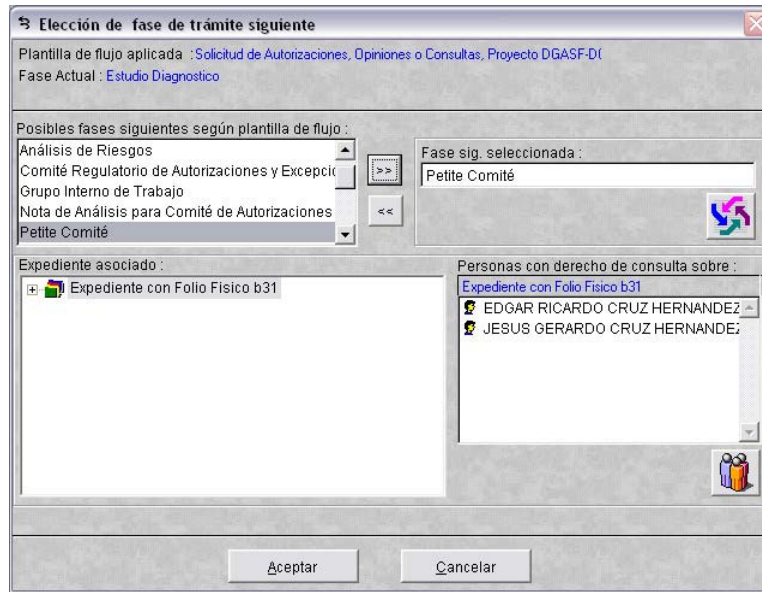 Elección de fase de trámite siguiente
Plantilla de flujo aplicada : Solicitud de Autorizaciones, Opiniones o Consultas, Proyecto DGASF-D(
Fase Actual : Estudio Diagnostico
Posibles fases siguientes según plantilla de flujo :
Análisis de Riesgos
Comité Regulatorio de Autorizaciones y Excepcio
Grupo Interno de Trabajo
Nota de Análisis para Comité de Autorizaciones
Petite Comité
>>
<<
Fase sig. seleccionada :
Petite Comité
Expediente asociado :
Expediente con Folio Fisico b31
Personas con derecho de consulta sobre :
Expediente con Folio Fisico b31
EDGAR RICARDO CRUZ HERNANDEZ
JESUS GERARDO CRUZ HERNANDEZ
Aceptar
Cancelar